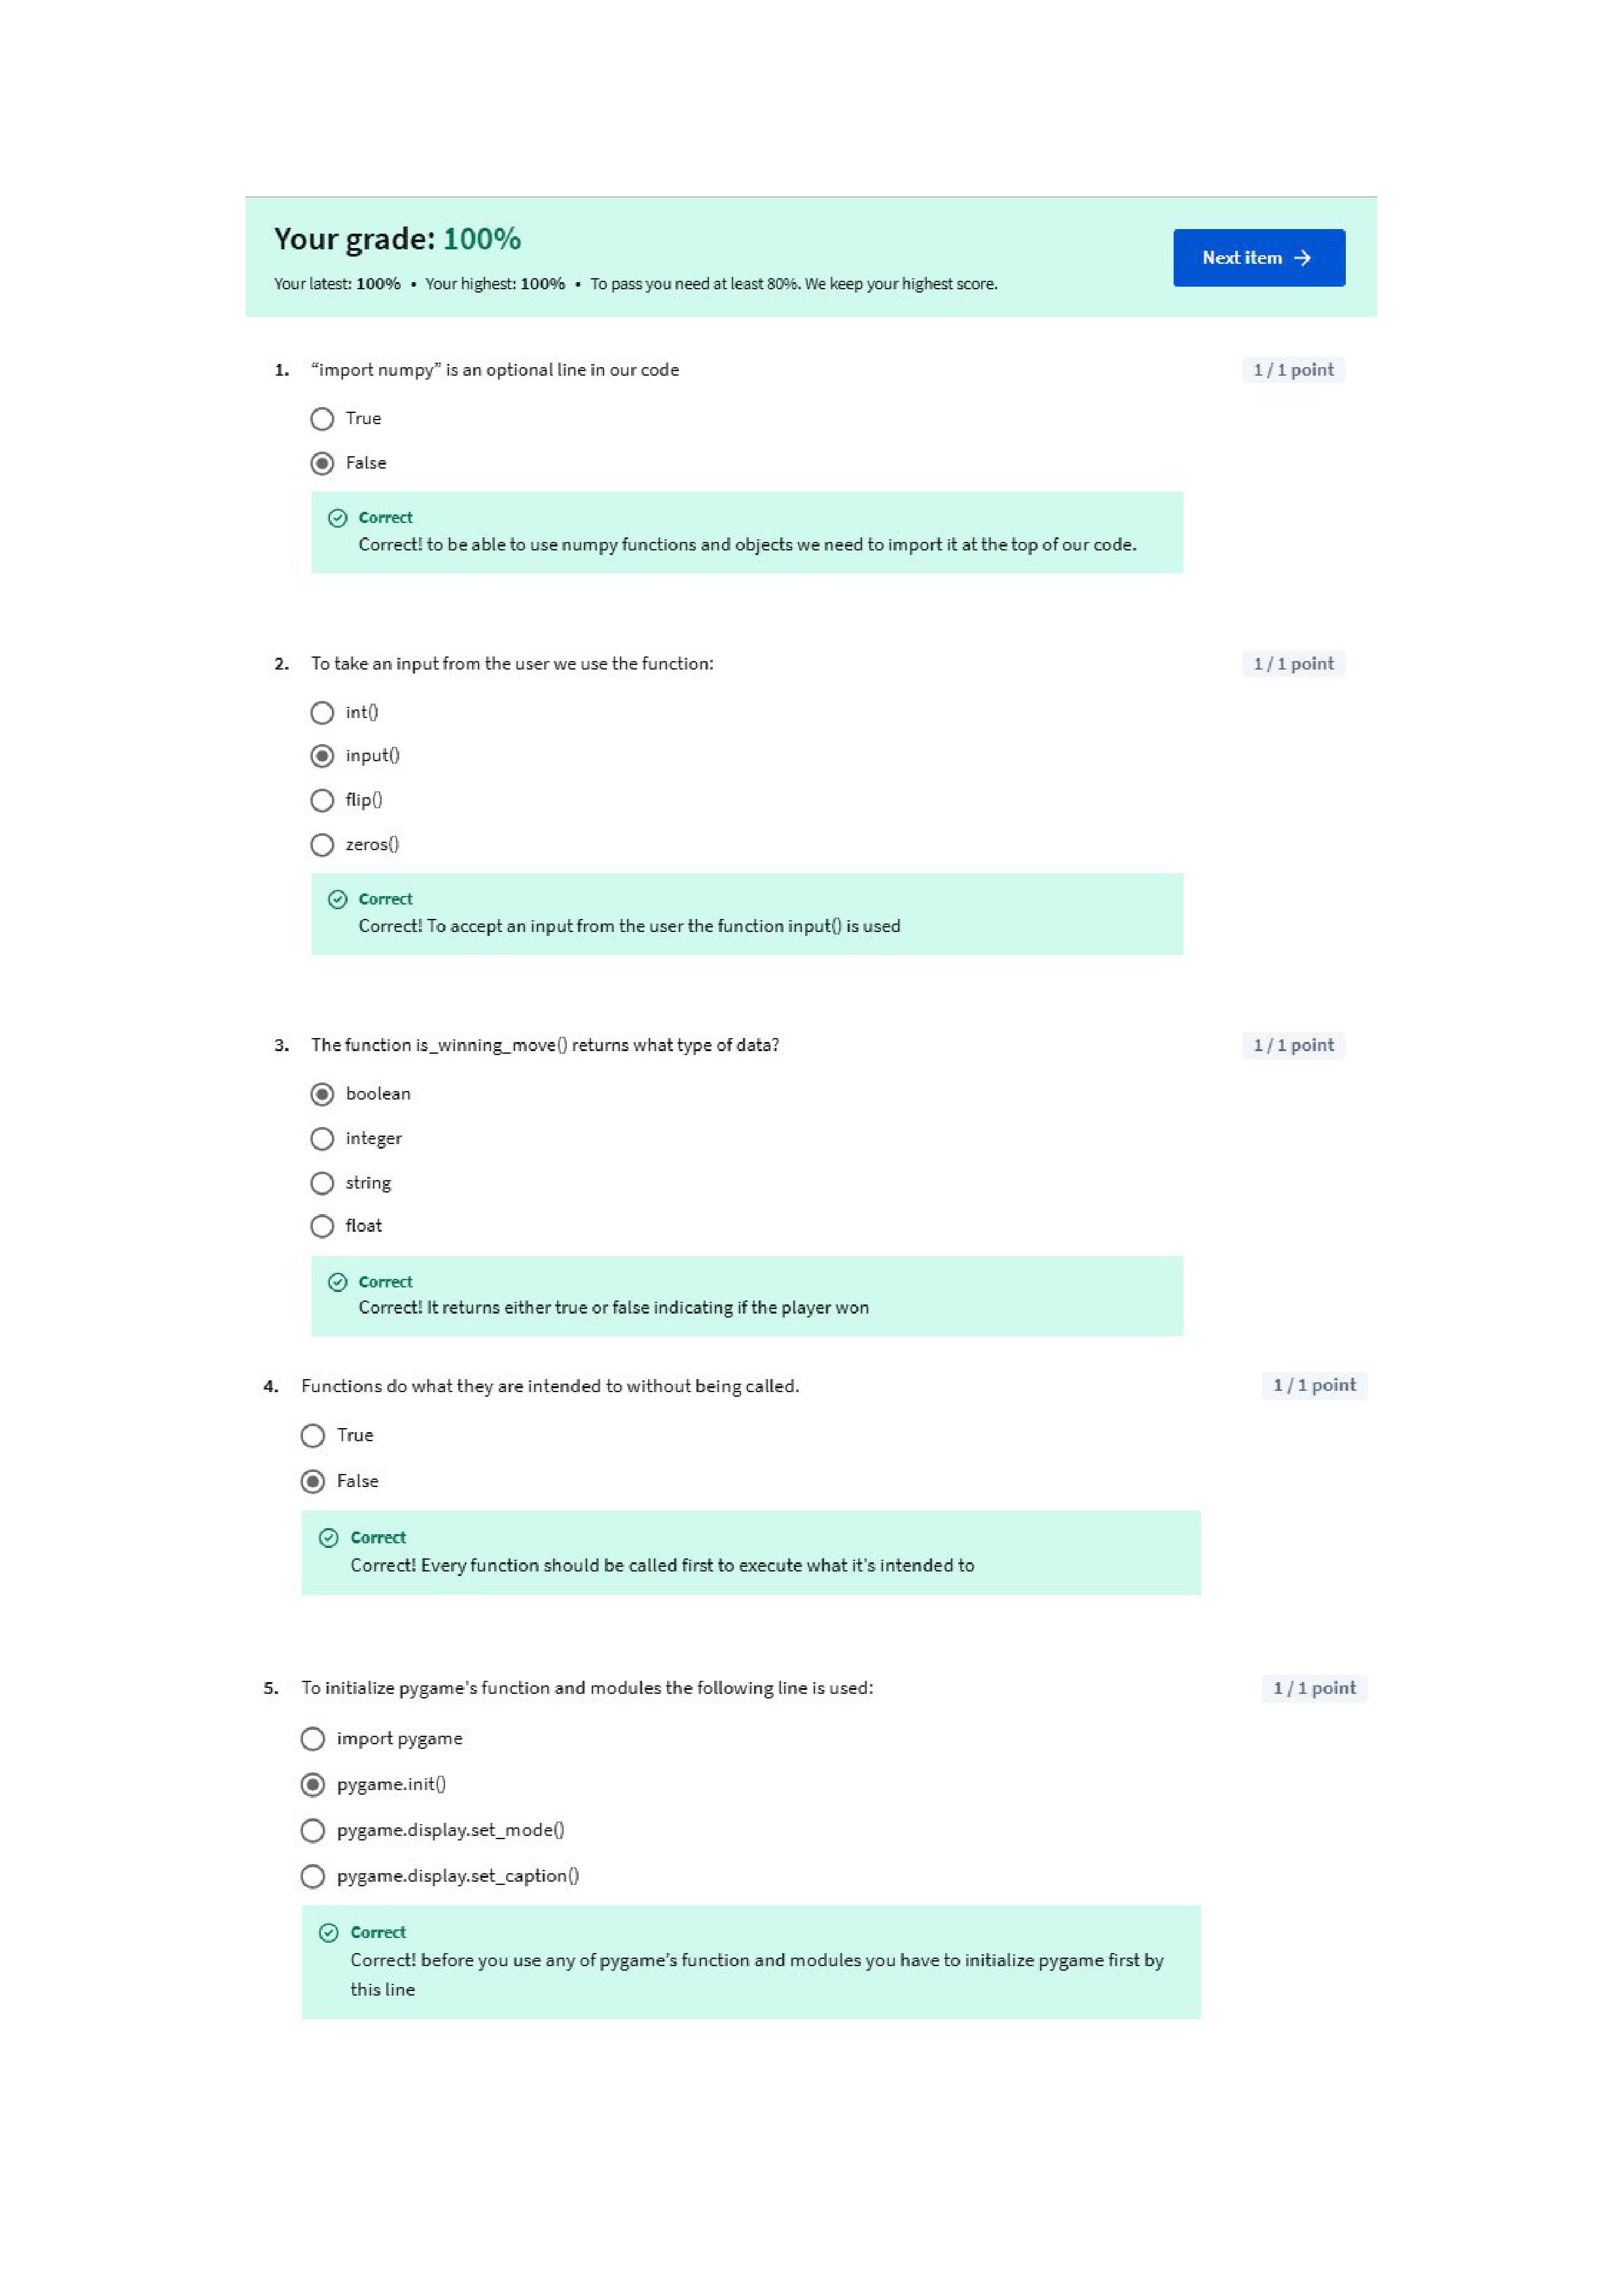 Your grade: 100%
Next item →
Your latest: 100% • Your highest: 100% • To pass you need at least 80%. We keep your highest score.
1. “import numpy” is an optional line in our code
1 / 1 point
True
False
Correct
Correct! to be able to use numpy functions and objects we need to import it at the top of our code.
2. To take an input from the user we use the function:
1 / 1 point
int()
input()
flip()
zeros()
Correct
Correct! To accept an input from the user the function input() is used
3. The function is_winning_move() returns what type of data?
1 / 1 point
boolean
integer
string
float
Correct
Correct! It returns either true or false indicating if the player won
4. Functions do what they are intended to without being called.
1 / 1 point
True
False
Correct
Correct! Every function should be called first to execute what it's intended to
5. To initialize pygame's function and modules the following line is used:
1 / 1 point
import pygame
pygame.init()
pygame.display.set_mode()
pygame.display.set_caption()
Correct
Correct! before you use any of pygame’s function and modules you have to initialize pygame first by
this line